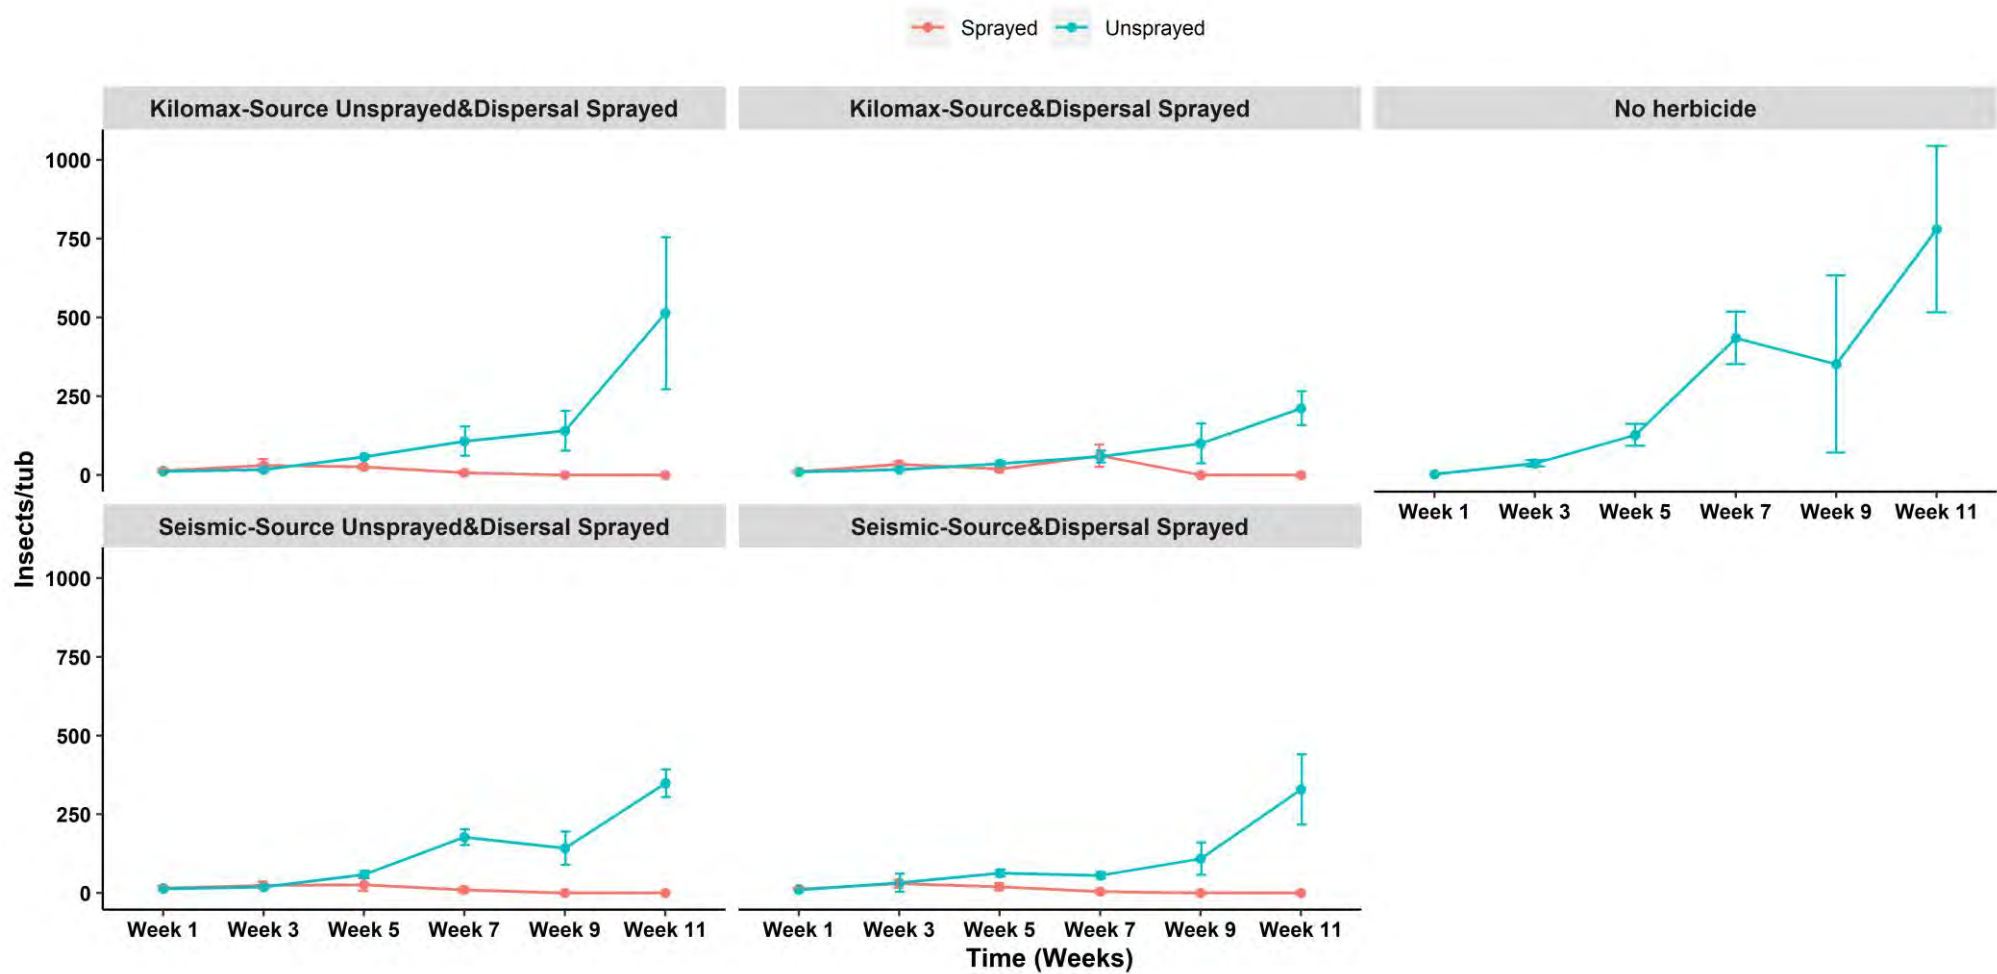 Sprayed Unsprayed
Kilomax-Source Unsprayed&Dispersal Sprayed
Kilomax-Source&Dispersal Sprayed
No herbicide
1000
750
500
250
0
Week 1 Week 3 Week 5 Week 7 Week 9 Week 11
Seismic-Source Unsprayed&Disersal Sprayed
Seismic-Source&Dispersal Sprayed
Insects/tub
1000
750
500
250
0
Week 1 Week 3 Week 5 Week 7 Week 9 Week 11
Week 1 Week 3 Week 5 Week 7 Week 9 Week 11
Time (Weeks)